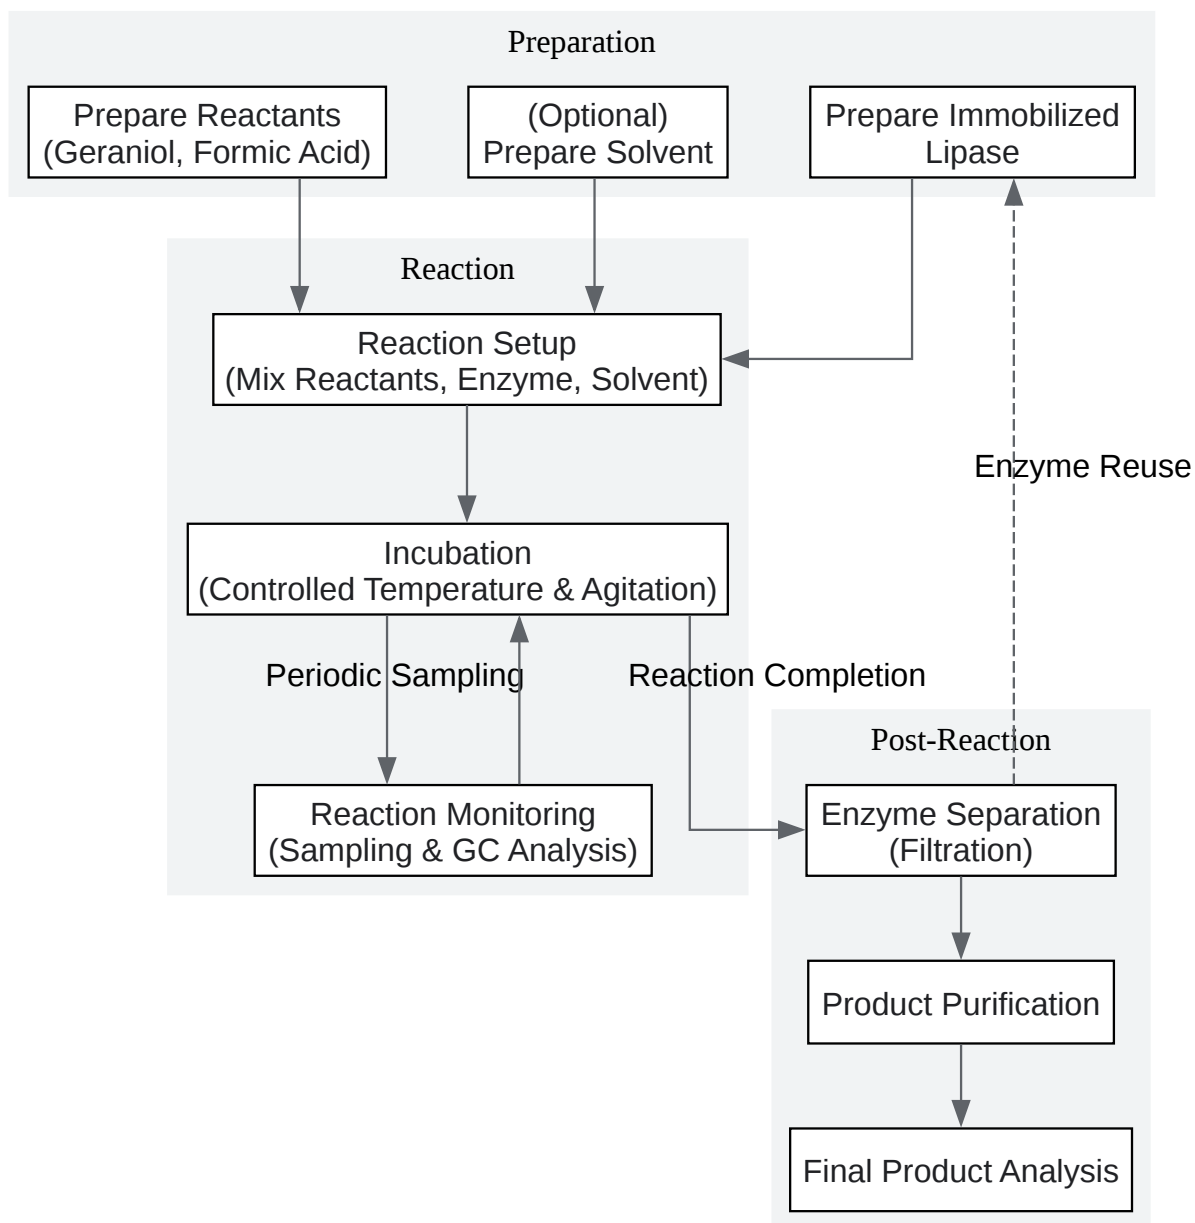 Preparation
Prepare Reactants
(Geraniol, Formic Acid)
(Optional)
Prepare Solvent
Prepare Immobilized
Lipase
Reaction
Reaction Setup
(Mix Reactants, Enzyme, Solvent)
Enzyme Reuse
Incubation
(Controlled Temperature & Agitation)
Periodic Sampling
Reaction Completion
Reaction Monitoring
(Sampling & GC Analysis)
Post-Reaction
Enzyme Separation
(Filtration)
Product Purification
Final Product Analysis